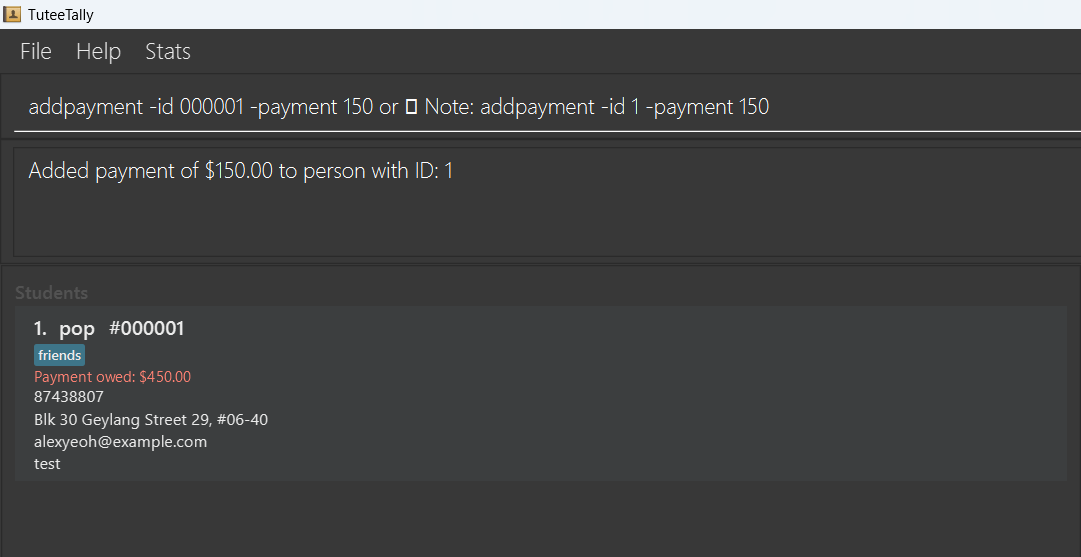 TuteeTally
File Help Stats
addpayment -id 000001 -payment 150 or Note: addpayment -id 1 -payment 150
Added payment of $150.00 to person with ID: 1
Students
1. pop #000001
friends
Payment owed: $450.00
87438807
Blk 30 Geylang Street 29, #06-40
alexyeoh@example.com
test